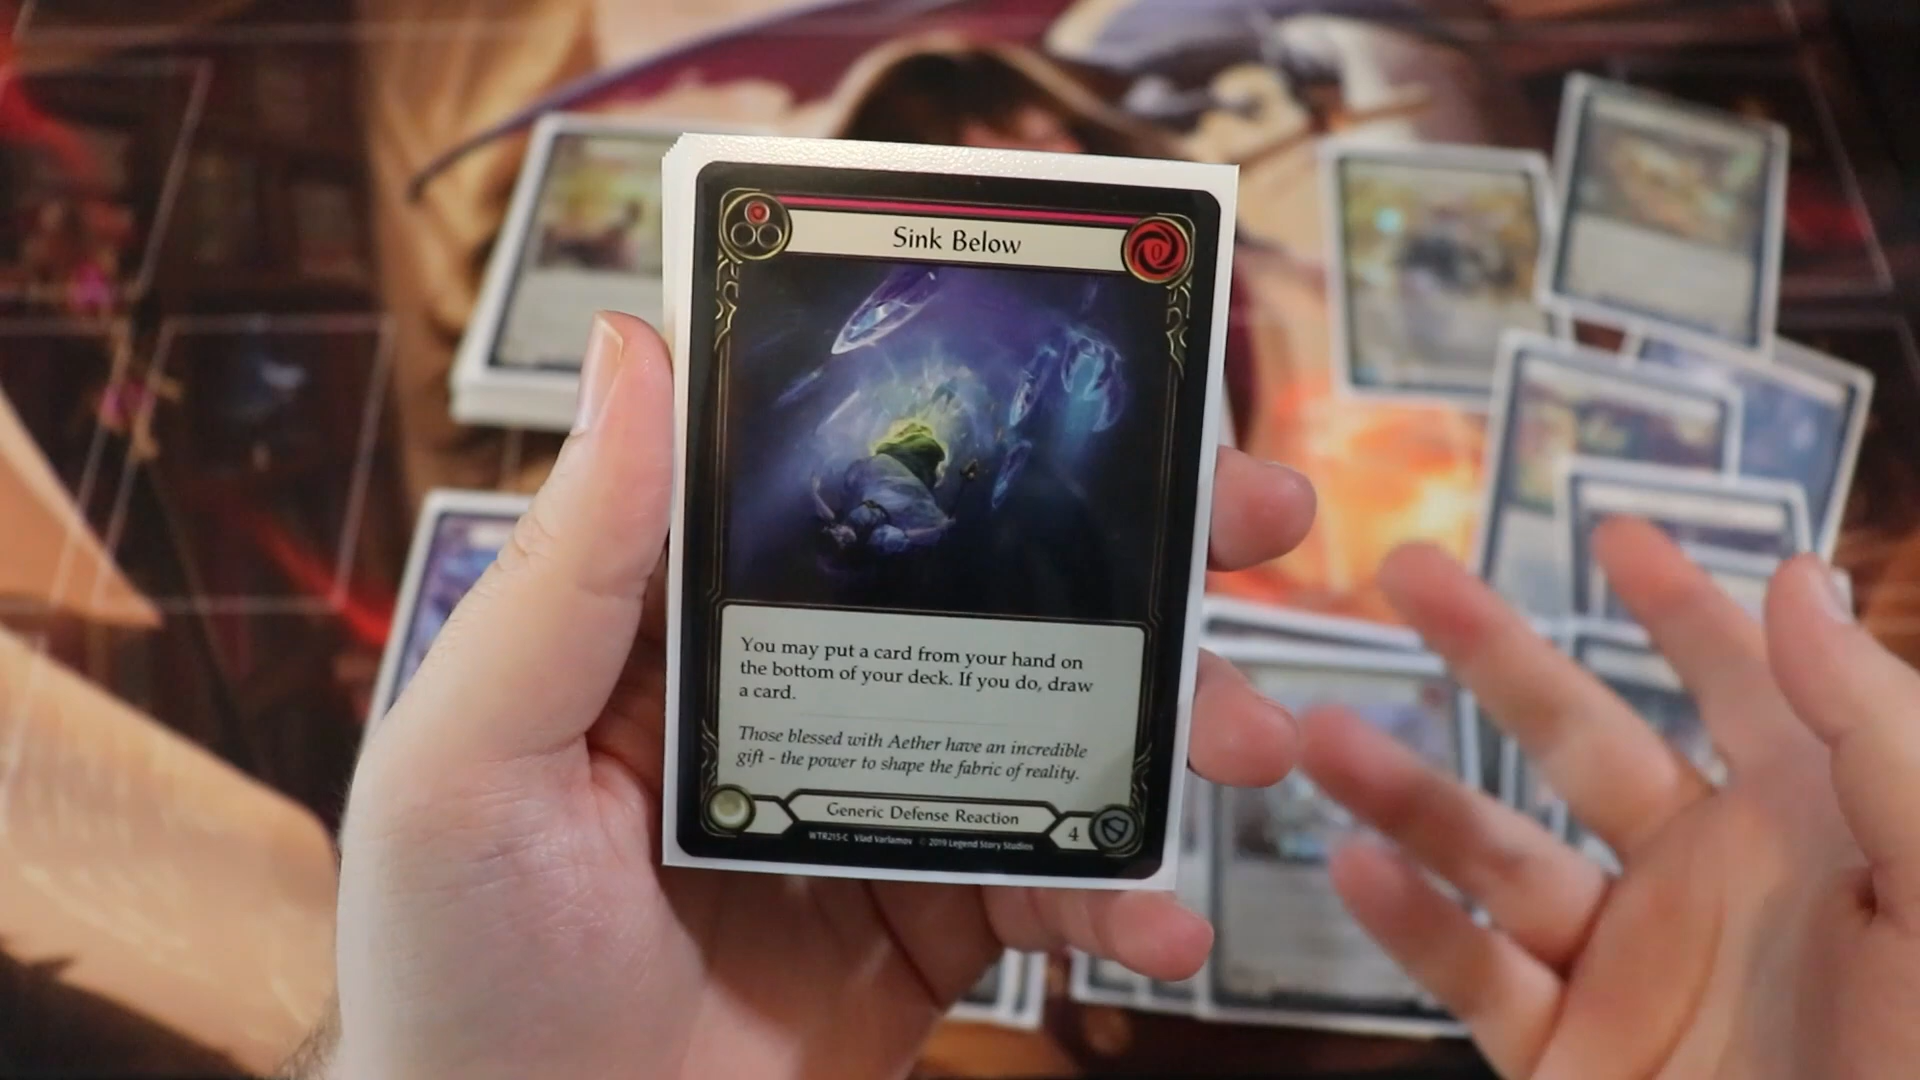 Sink Below
0
You may put a card from your hand on
the bottom of your deck. If you do, draw
a card.
Those blessed with Aether have an incredible
gift - the power to shape the fabric of reality.
Generic Defense Reaction
4
WTR215-C Vlad Varlamov © 2019 Legend Story Studios